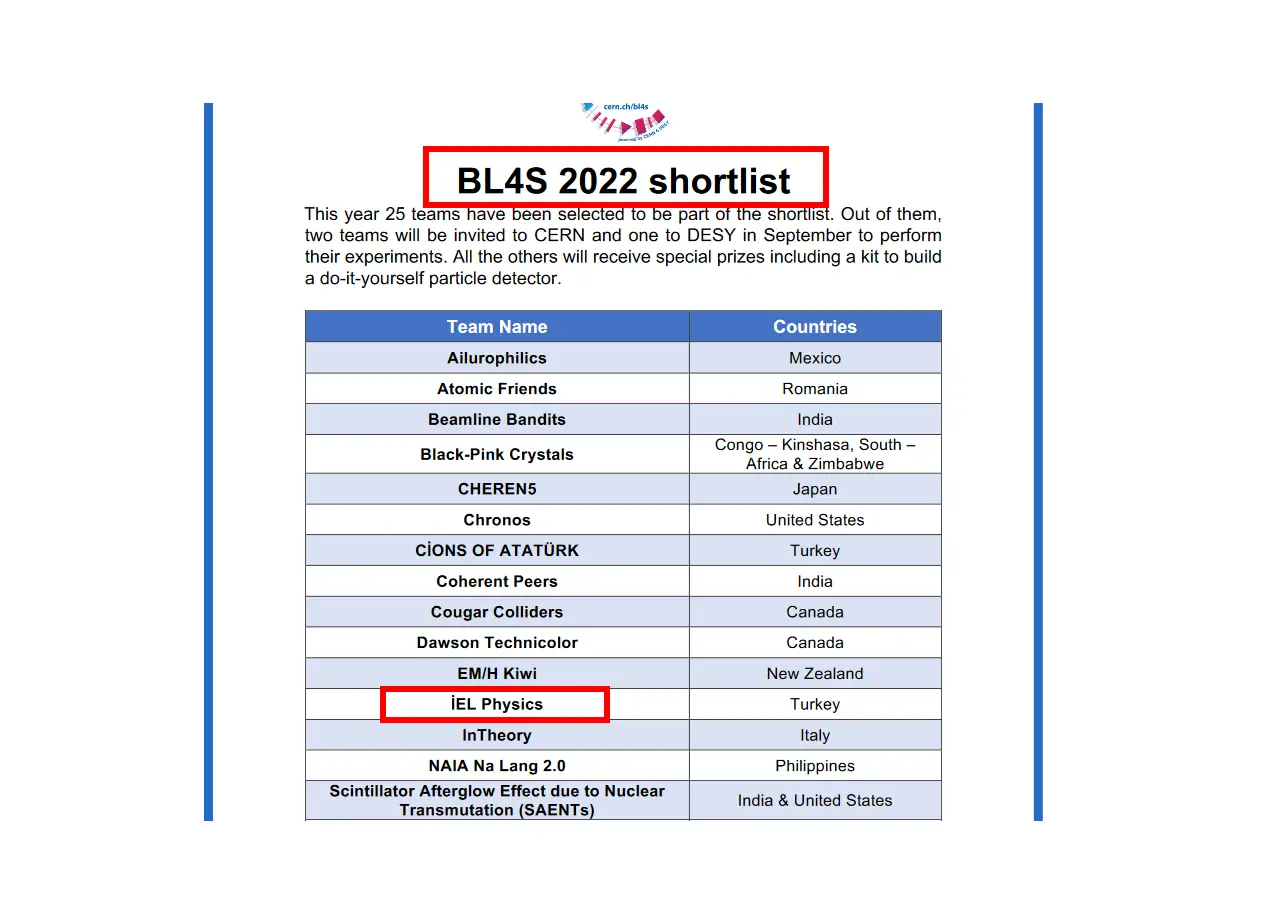 cern.ch/bl4s
powered by CERN & DESY
BL4S 2022 shortlist
This year 25 teams have been selected to be part of the shortlist. Out of them,
two teams will be invited to CERN and one to DESY in September to perform
their experiments. All the others will receive special prizes including a kit to build
a do-it-yourself particle detector.
Team Name Countries
Ailurophilics Mexico
Atomic Friends Romania
Beamline Bandits India
Black-Pink Crystals Congo – Kinshasa, South –
Africa & Zimbabwe
CHEREN5 Japan
Chronos United States
CİONS OF ATATÜRK Turkey
Coherent Peers India
Cougar Colliders Canada
Dawson Technicolor Canada
EM/H Kiwi New Zealand
İEL Physics Turkey
InTheory Italy
NAIA Na Lang 2.0 Philippines
Scintillator Afterglow Effect due to Nuclear
Transmutation (SAENTs) India & United States